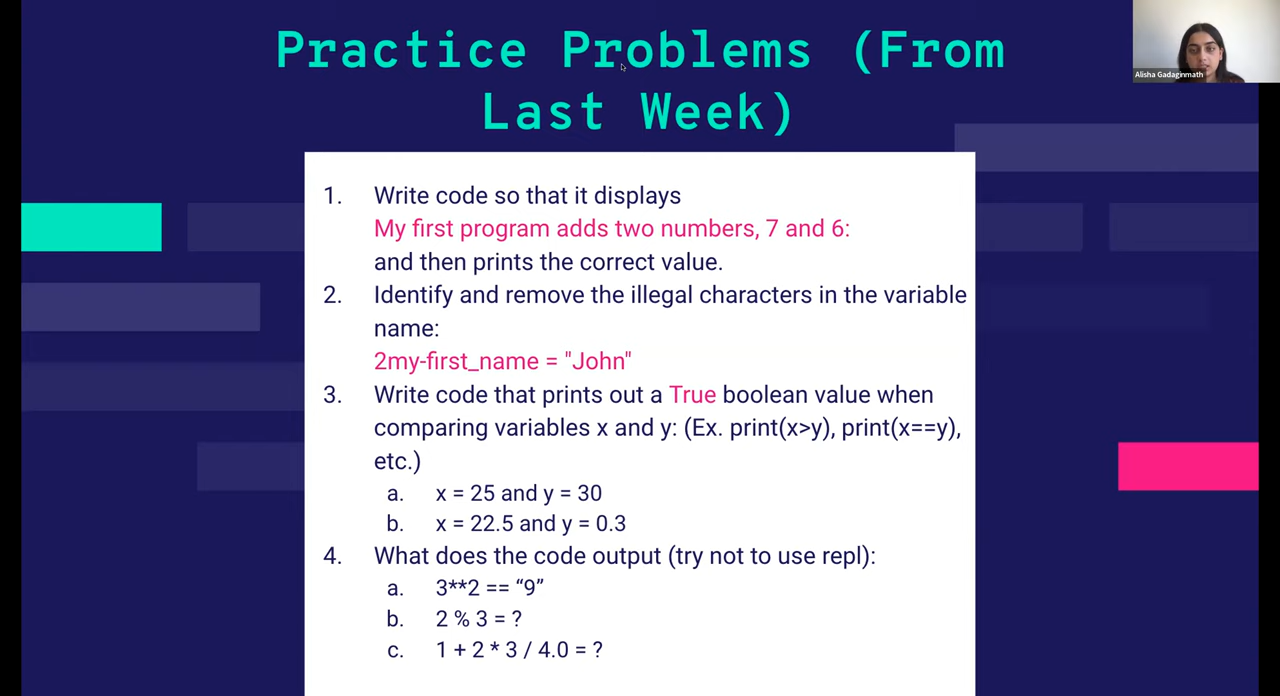 Practice Problems (From
Last Week)
Alisha Gadaginmath
1. Write code so that it displays
My first program adds two numbers, 7 and 6:
and then prints the correct value.
2. Identify and remove the illegal characters in the variable
name:
2my-first_name = "John"
3. Write code that prints out a True boolean value when
comparing variables x and y: (Ex. print(x>y), print(x==y),
etc.)
a. x = 25 and y = 30
b. x = 22.5 and y = 0.3
4. What does the code output (try not to use repl):
a. 3**2 == “9”
b. 2 % 3 = ?
c. 1 + 2 * 3 / 4.0 = ?